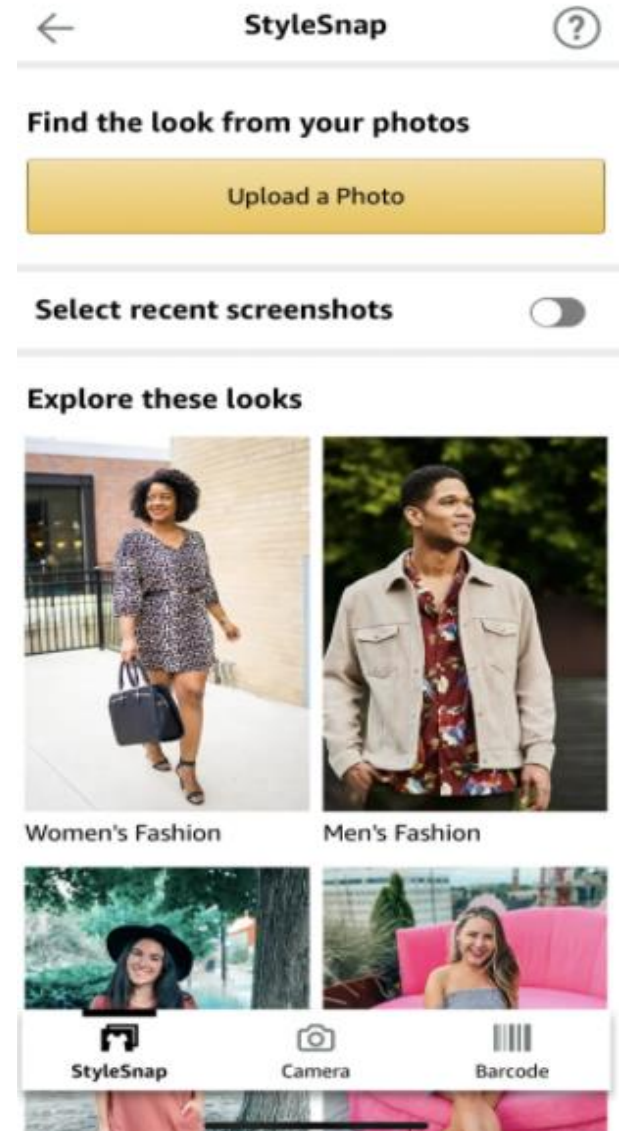 StyleSnap
?
Find the look from your photos
Upload a Photo
Select recent screenshots
Explore these looks
Women's Fashion
Men's Fashion
StyleSnap
Camera
Barcode